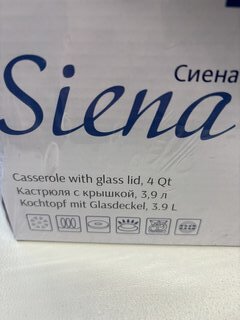 Сиена
Siena
Casserole with glass lid, 4 Qt
Кастрюля с крышкой, 3,9 л
Kochtopf mit Glasdeckel, 3.9 L